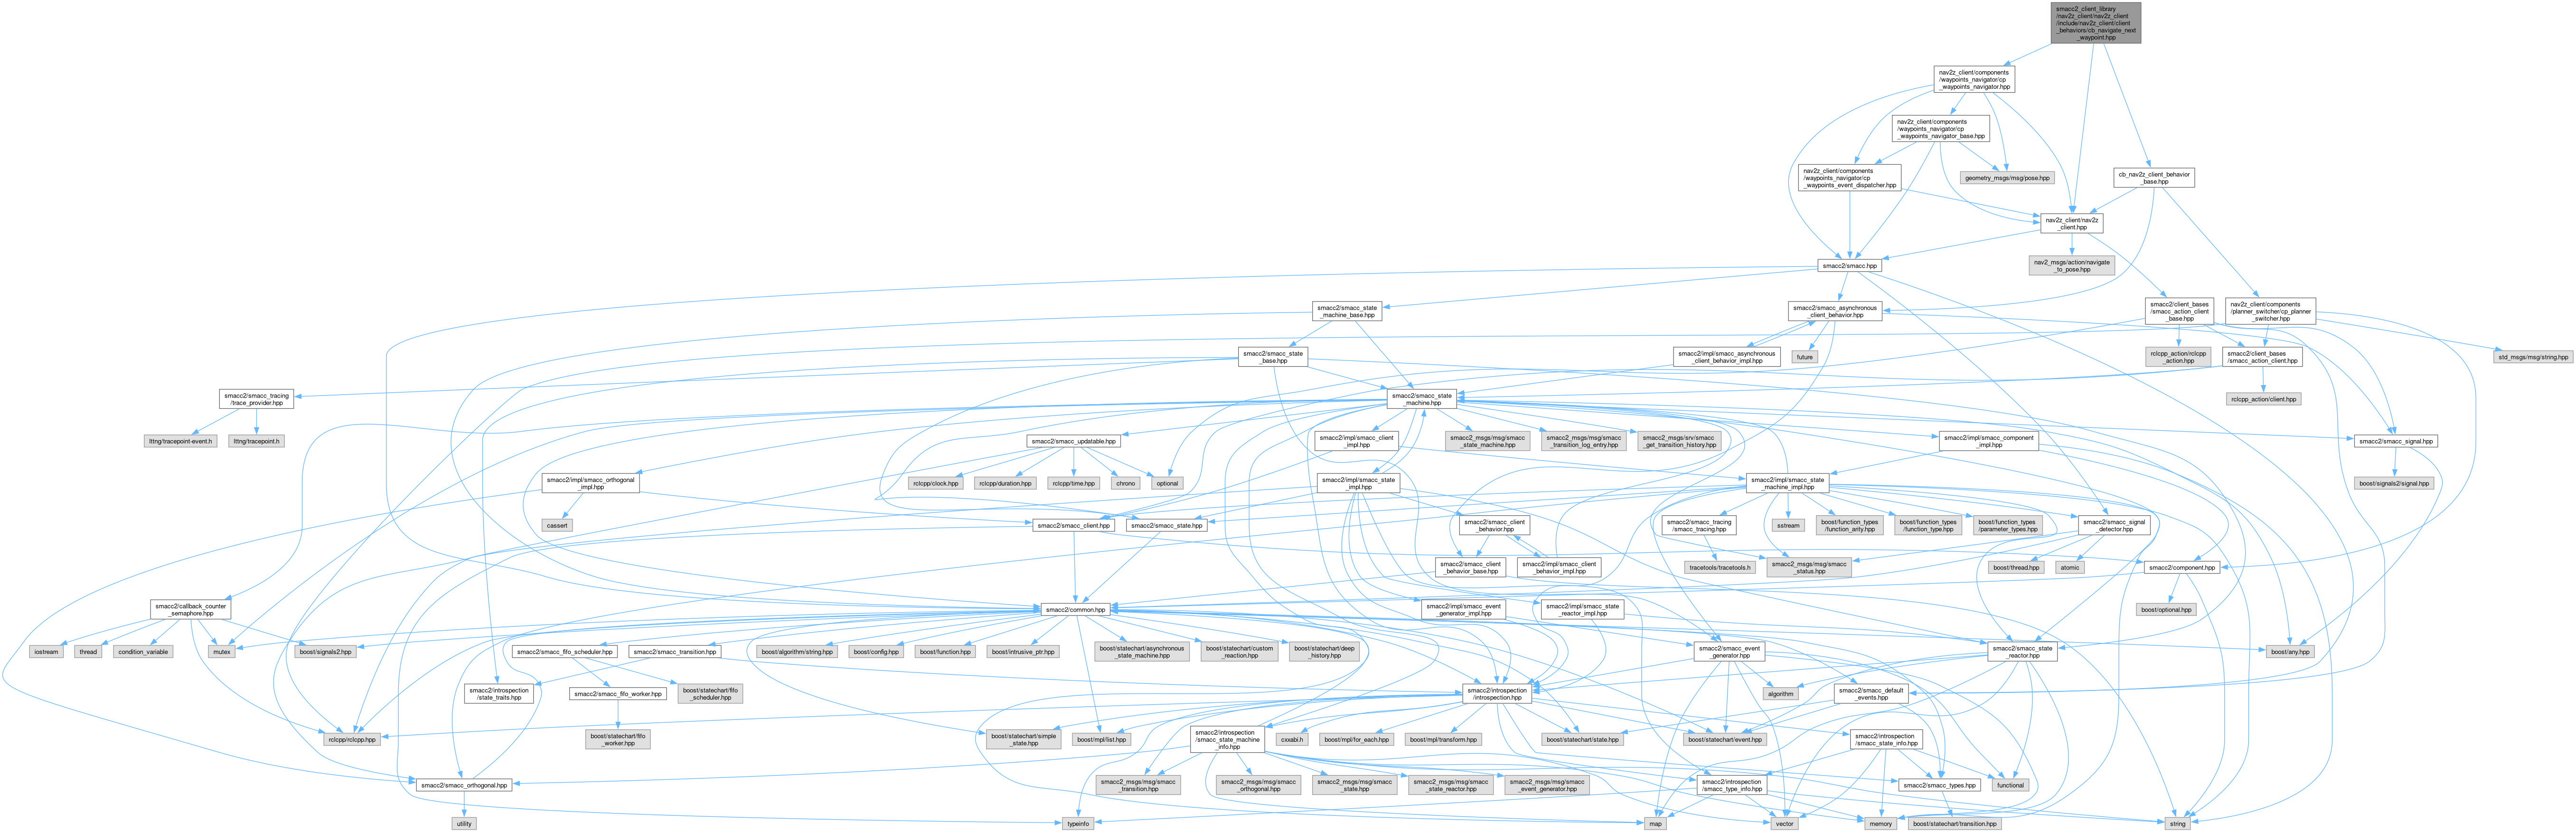 smacc2_client_library
/nav2z_client/nav2z_client
/include/nav2z_client/client
_behaviors/cb_navigate_next
_waypoint.hpp
nav2z_client/components
/waypoints_navigator/cp
_waypoints_navigator.hpp
nav2z_client/components
/waypoints_navigator/cp
_waypoints_navigator_base.hpp
nav2z_client/components
/waypoints_navigator/cp
_waypoints_event_dispatcher.hpp
geometry_msgs/msg/pose.hpp
cb_nav2z_client_behavior
_base.hpp
nav2z_client/nav2z
_client.hpp
smacc2/smacc.hpp
nav2_msgs/action/navigate
_to_pose.hpp
smacc2/smacc_state
_machine_base.hpp
smacc2/smacc_asynchronous
_client_behavior.hpp
smacc2/client_bases
/smacc_action_client
_base.hpp
nav2z_client/components
/planner_switcher/cp_planner
_switcher.hpp
smacc2/smacc_state
_base.hpp
smacc2/impl/smacc_asynchronous
_client_behavior_impl.hpp
future
rclcpp_action/rclcpp
_action.hpp
smacc2/client_bases
/smacc_action_client.hpp
std_msgs/msg/string.hpp
smacc2/smacc_tracing
/trace_provider.hpp
smacc2/smacc_state
_machine.hpp
rclcpp_action/client.hpp
lttng/tracepoint-event.h
lttng/tracepoint.h
smacc2/smacc_updatable.hpp
smacc2/impl/smacc_client
_impl.hpp
smacc2_msgs/msg/smacc
_state_machine.hpp
smacc2_msgs/msg/smacc
_transition_log_entry.hpp
smacc2_msgs/srv/smacc
_get_transition_history.hpp
smacc2/impl/smacc_component
_impl.hpp
smacc2/smacc_signal.hpp
smacc2/impl/smacc_orthogonal
_impl.hpp
rclcpp/clock.hpp
rclcpp/duration.hpp
rclcpp/time.hpp
chrono
optional
smacc2/impl/smacc_state
_impl.hpp
smacc2/impl/smacc_state
_machine_impl.hpp
boost/signals2/signal.hpp
cassert
smacc2/smacc_client.hpp
smacc2/smacc_state.hpp
smacc2/smacc_client
_behavior.hpp
smacc2/smacc_tracing
/smacc_tracing.hpp
sstream
boost/function_types
/function_arity.hpp
boost/function_types
/function_type.hpp
boost/function_types
/parameter_types.hpp
smacc2/smacc_signal
_detector.hpp
smacc2/smacc_client
_behavior_base.hpp
smacc2/impl/smacc_client
_behavior_impl.hpp
tracetools/tracetools.h
smacc2_msgs/msg/smacc
_status.hpp
boost/thread.hpp
atomic
smacc2/component.hpp
smacc2/callback_counter
_semaphore.hpp
smacc2/common.hpp
smacc2/impl/smacc_event
_generator_impl.hpp
smacc2/impl/smacc_state
_reactor_impl.hpp
boost/optional.hpp
iostream
thread
condition_variable
mutex
boost/signals2.hpp
smacc2/smacc_fifo_scheduler.hpp
smacc2/smacc_transition.hpp
boost/algorithm/string.hpp
boost/config.hpp
boost/function.hpp
boost/intrusive_ptr.hpp
boost/statechart/asynchronous
_state_machine.hpp
boost/statechart/custom
_reaction.hpp
boost/statechart/deep
_history.hpp
smacc2/smacc_event
_generator.hpp
smacc2/smacc_state
_reactor.hpp
boost/any.hpp
smacc2/introspection
/state_traits.hpp
smacc2/smacc_fifo_worker.hpp
boost/statechart/fifo
_scheduler.hpp
smacc2/introspection
/introspection.hpp
algorithm
smacc2/smacc_default
_events.hpp
rclcpp/rclcpp.hpp
boost/statechart/fifo
_worker.hpp
boost/statechart/simple
_state.hpp
boost/mpl/list.hpp
smacc2/introspection
/smacc_state_machine
_info.hpp
cxxabi.h
boost/mpl/for_each.hpp
boost/mpl/transform.hpp
boost/statechart/state.hpp
boost/statechart/event.hpp
smacc2/introspection
/smacc_state_info.hpp
smacc2/smacc_orthogonal.hpp
smacc2_msgs/msg/smacc
_transition.hpp
smacc2_msgs/msg/smacc
_orthogonal.hpp
smacc2_msgs/msg/smacc
_state.hpp
smacc2_msgs/msg/smacc
_state_reactor.hpp
smacc2_msgs/msg/smacc
_event_generator.hpp
smacc2/introspection
/smacc_type_info.hpp
smacc2/smacc_types.hpp
functional
utility
typeinfo
map
vector
memory
boost/statechart/transition.hpp
string